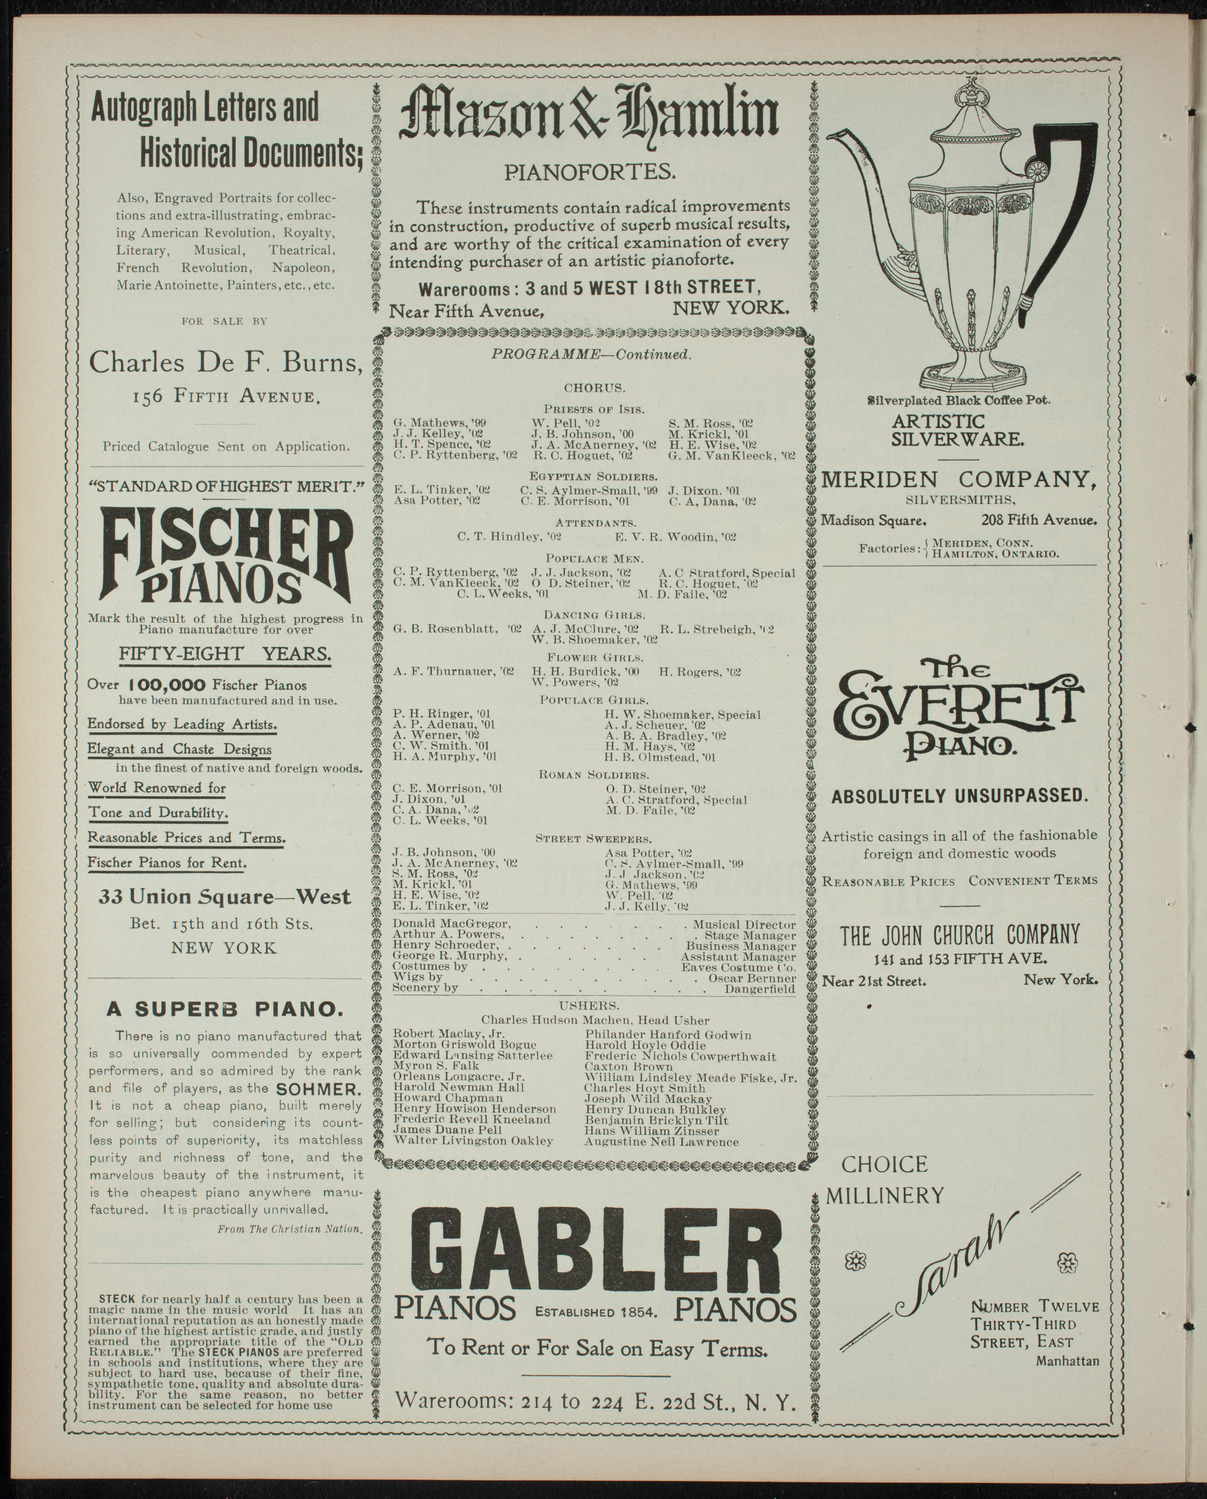 Autograph Letters and
Historical Documents;
Also, Engraved Portraits for collec-
tions and extra-illustrating, embrac-
ing American Revolution, Royalty,
Literary, Musical, Theatrical,
French Revolution, Napoleon,
Marie Antoinette, Painters, etc., etc.
FOR SALE BY
Charles De F. Burns,
156 FIFTH AVENUE.
Priced Catalogue Sent on Application.
"STANDARD OF HIGHEST MERIT."
FISCHER
PIANOS
Mark the result of the highest progress in
Piano manufacture for over
FIFTY-EIGHT YEARS.
Over 100,000 Fischer Pianos
have been manufactured and in use.
Endorsed by Leading Artists.
Elegant and Chaste Designs
in the finest of native and foreign woods.
World Renowned for
Tone and Durability.
Reasonable Prices and Terms.
Fischer Pianos for Rent.
33 Union Square—West
Bet. 15th and 16th Sts.
NEW YORK
A SUPERB PIANO.
There is no piano manufactured that
is so universally commended by expert
performers, and so admired by the rank
and file of players, as the SOHMER.
It is not a cheap piano, built merely
for selling; but considering its count-
less points of superiority, its matchless
purity and richness of tone, and the
marvelous beauty of the instrument, it
is the cheapest piano anywhere manu-
factured. It is practically unrivalled.
From The Christian Nation.
STECK for nearly half a century has been a
magic name in the music world It has an
international reputation as an honestly made
piano of the highest artistic grade, and justly
earned the appropriate title of the "OLD
RELIABLE." The STECK PIANOS are preferred
in schools and institutions, where they are
subject to hard use, because of their fine,
sympathetic tone, quality and absolute dura-
bility. For the same reason, no better
instrument can be selected for home use
Mason & Hamlin
PIANOFORTES.
These instruments contain radical improvements
in construction, productive of superb musical results,
and are worthy of the critical examination of every
intending purchaser of an artistic pianoforte.
Warerooms: 3 and 5 WEST 18th STREET,
Near Fifth Avenue, NEW YORK.
PROGRAMME—Continued.
CHORUS.
PRIESTS OF ISIS.
G. Mathews, '99 W. Pell, '02 S. M. Ross, '02
J. J. Kelley, '02 J. B. Johnson, '00 M. Krickl, '01
H. T. Spence, '02 J. A. McAnerney, '02 H. E. Wise, '02
C. P. Ryttenberg, '02 R. C. Hoguet, '02 G. M. VanKleeck, '02
EGYPTIAN SOLDIERS.
E. L. Tinker, '02 C. S. Aylmer-Small, '99 J. Dixon. '01
Asa Potter, '02 C. E. Morrison, '01 C. A, Dana, '02
ATTENDANTS.
C. T. Hindley, '02 E. V. R. Woodin, '02
POPULACE MEN.
C. P. Ryttenberg, '02 J. J. Jackson, '02 A. C Stratford, Special
C. M. VanKleeck, '02 O D. Steiner, '02 R. C. Hoguet, '02
C. L. Weeks, '01 M. D. Faile, '02
DANCING GIRLS.
G. B. Rosenblatt, '02 A. J. McClure, '02 R. L. Strebeigh, '02
W. B. Shoemaker, '02
FLOWER GIRLS.
A. F. Thurnauer, '02 H. H. Burdick, '00 H. Rogers, '02
W. Powers, '02
POPULACE GIRLS.
P. H. Ringer, '01 H. W. Shoemaker, Special
A. P. Adenau, '01 A. J. Scheuer, '02
A. Werner, '02 A. B. A. Bradley, '02
C. W. Smith, '01 H. M. Hays, '02
H. A. Murphy, '01 H. B. Olmstead, '01
ROMAN SOLDIERS.
C. E. Morrison, '01 O. D. Steiner, '02
J. Dixon, '01 A. C. Stratford, Special
C. A. Dana, '02 M. D. Faile, '02
C. L. Weeks, '01
STREET SWEEPERS.
J. B. Johnson, '00 Asa Potter, '02
J. A. McAnerney, '02 C. S. Aylmer-Small, '99
S. M. Ross, '02 J. J Jackson, '02
M. Krickl, '01 G. Mathews, '99
H. E. Wise, '02 W. Pell, '02
E. L. Tinker, '02 J. J. Kelly, '02
Donald MacGregor, . . . . . . . Musical Director
Arthur A. Powers, . . . . . . . Stage Manager
Henry Schroeder, . . . . . . Business Manager
George R. Murphy, . . . . . Assistant Manager
Costumes by . . . . . . . Eaves Costume Co.
Wigs by . . . . . . . . Oscar Bernner
Scenery by . . . . . . . . Dangerfield
USHERS.
Charles Hudson Machen, Head Usher
Robert Maclay, Jr. Philander Hanford Godwin
Morton Griswold Bogue Harold Hoyle Oddie
Edward Lansing Satterlee Frederic Nichols Cowperthwait
Myron S. Falk Caxton Brown
Orleans Longacre, Jr. William Lindsley Meade Fiske, Jr.
Harold Newman Hall Charles Hoyt Smith
Howard Chapman Joseph Wild Mackay
Henry Howison Henderson Henry Duncan Bulkley
Frederic Revell Kneeland Benjamin Bricklyn Tilt
James Duane Pell Hans William Zinsser
Walter Livingston Oakley Augustine Neil Lawrence
GABLER
PIANOS ESTABLISHED 1854. PIANOS
To Rent or For Sale on Easy Terms.
Warerooms: 214 to 224 E. 22d St., N. Y.
Silverplated Black Coffee Pot.
ARTISTIC
SILVERWARE.
MERIDEN COMPANY,
SILVERSMITHS,
Madison Square. 208 Fifth Avenue.
Factories: { MERIDEN, CONN.
HAMILTON, ONTARIO.
The
EVERETT
PIANO.
ABSOLUTELY UNSURPASSED.
Artistic casings in all of the fashionable
foreign and domestic woods
REASONABLE PRICES CONVENIENT TERMS
THE JOHN CHURCH COMPANY
141 and 153 FIFTH AVE.
Near 21st Street. New York.
CHOICE
MILLINERY
Sarah
NUMBER TWELVE
THIRTY-THIRD
STREET, EAST
Manhattan